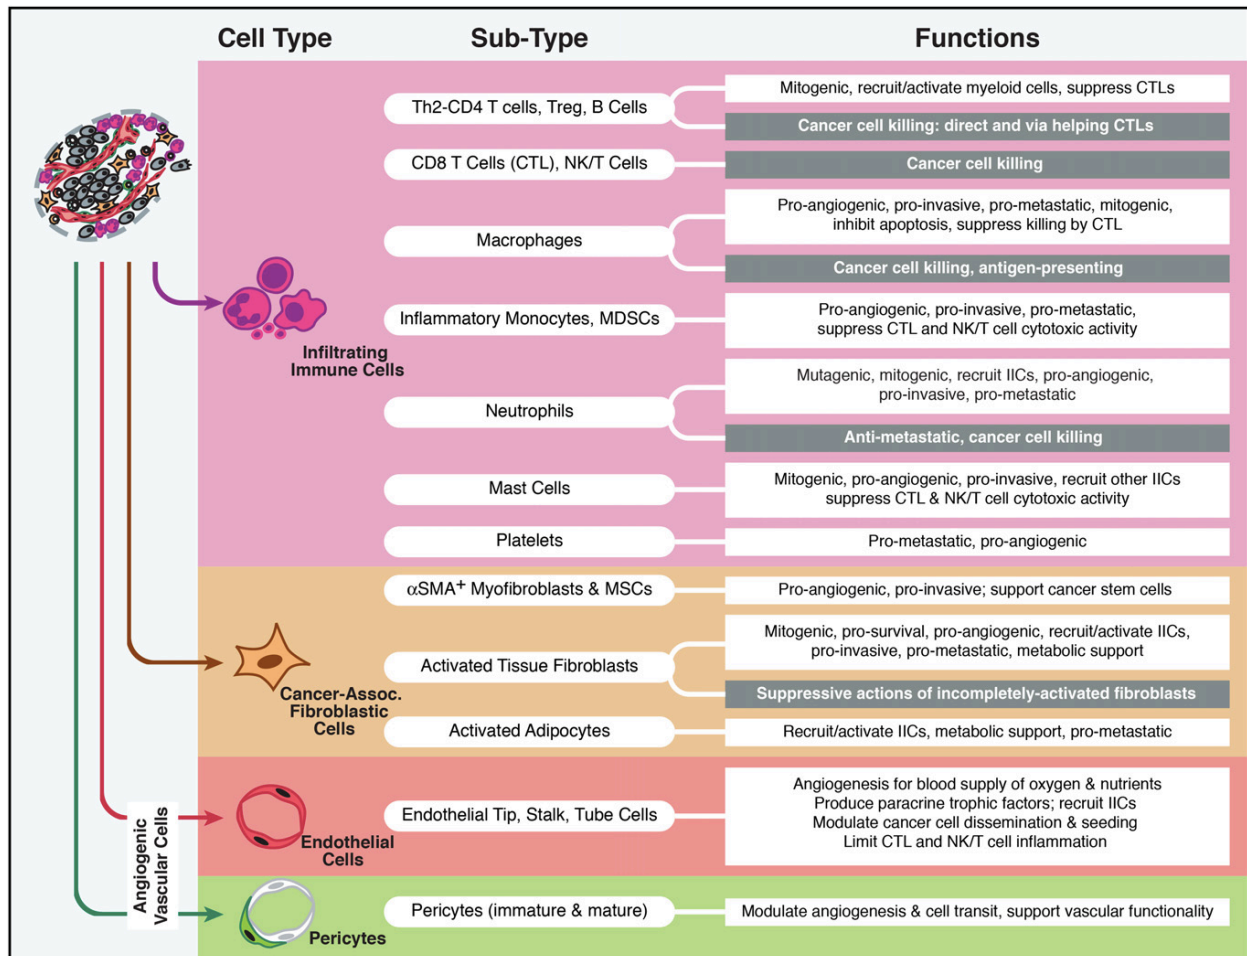 Cell Type
Sub-Type
Functions
Th2-CD4 T cells, Treg, B Cells
Mitogenic, recruit/activate myeloid cells, suppress CTLs
Cancer cell killing: direct and via helping CTLs
CD8 T Cells (CTL), NK/T Cells
Cancer cell killing
Macrophages
Pro-angiogenic, pro-invasive, pro-metastatic, mitogenic,
inhibit apoptosis, suppress killing by CTL
Cancer cell killing, antigen-presenting
Infiltrating
Immune Cells
Inflammatory Monocytes, MDSCs
Pro-angiogenic, pro-invasive, pro-metastatic,
suppress CTL and NK/T cell cytotoxic activity
Neutrophils
Mutagenic, mitogenic, recruit IICs, pro-angiogenic,
pro-invasive, pro-metastatic
Anti-metastatic, cancer cell killing
Mast Cells
Mitogenic, pro-angiogenic, pro-invasive, recruit other IICs
suppress CTL & NK/T cell cytotoxic activity
Platelets
Pro-metastatic, pro-angiogenic
αSMA+ Myofibroblasts & MSCs
Pro-angiogenic, pro-invasive; support cancer stem cells
Cancer-Assoc.
Fibroblastic
Cells
Activated Tissue Fibroblasts
Mitogenic, pro-survival, pro-angiogenic, recruit/activate IICs,
pro-invasive, pro-metastatic, metabolic support
Suppressive actions of incompletely-activated fibroblasts
Activated Adipocytes
Recruit/activate IICs, metabolic support, pro-metastatic
Angiogenic
Vascular Cells
Endothelial
Cells
Endothelial Tip, Stalk, Tube Cells
Angiogenesis for blood supply of oxygen & nutrients
Produce paracrine trophic factors; recruit IICs
Modulate cancer cell dissemination & seeding
Limit CTL and NK/T cell inflammation
Pericytes
Pericytes (immature & mature)
Modulate angiogenesis & cell transit, support vascular functionality